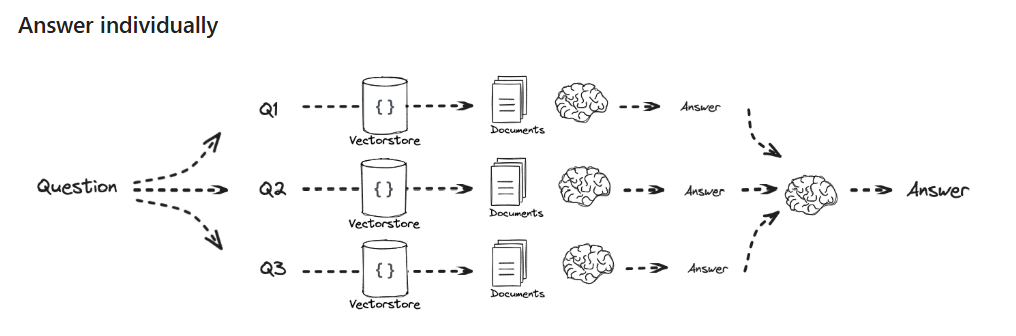 Answer individually
Q1
{}
Vectorstore
Documents
Answer
Question
Q2
{}
Vectorstore
Documents
Answer
Answer
Q3
{}
Vectorstore
Documents
Answer